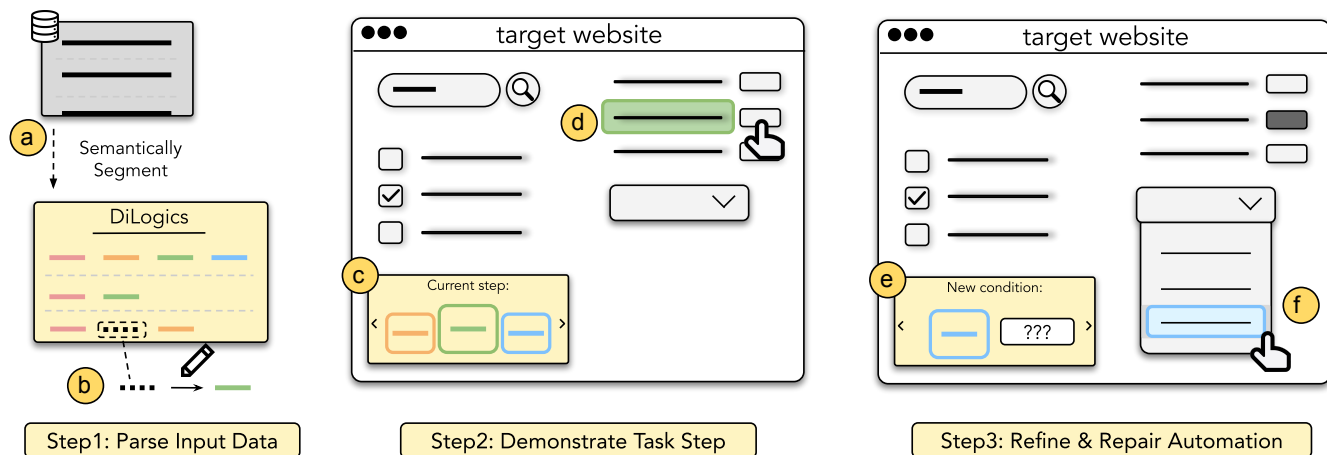 a
Semantically
Segment
DiLogics
b
Step1: Parse Input Data
target website
d
c
Current step:
Step2: Demonstrate Task Step
target website
e
New condition:
???
f
Step3: Refine & Repair Automation